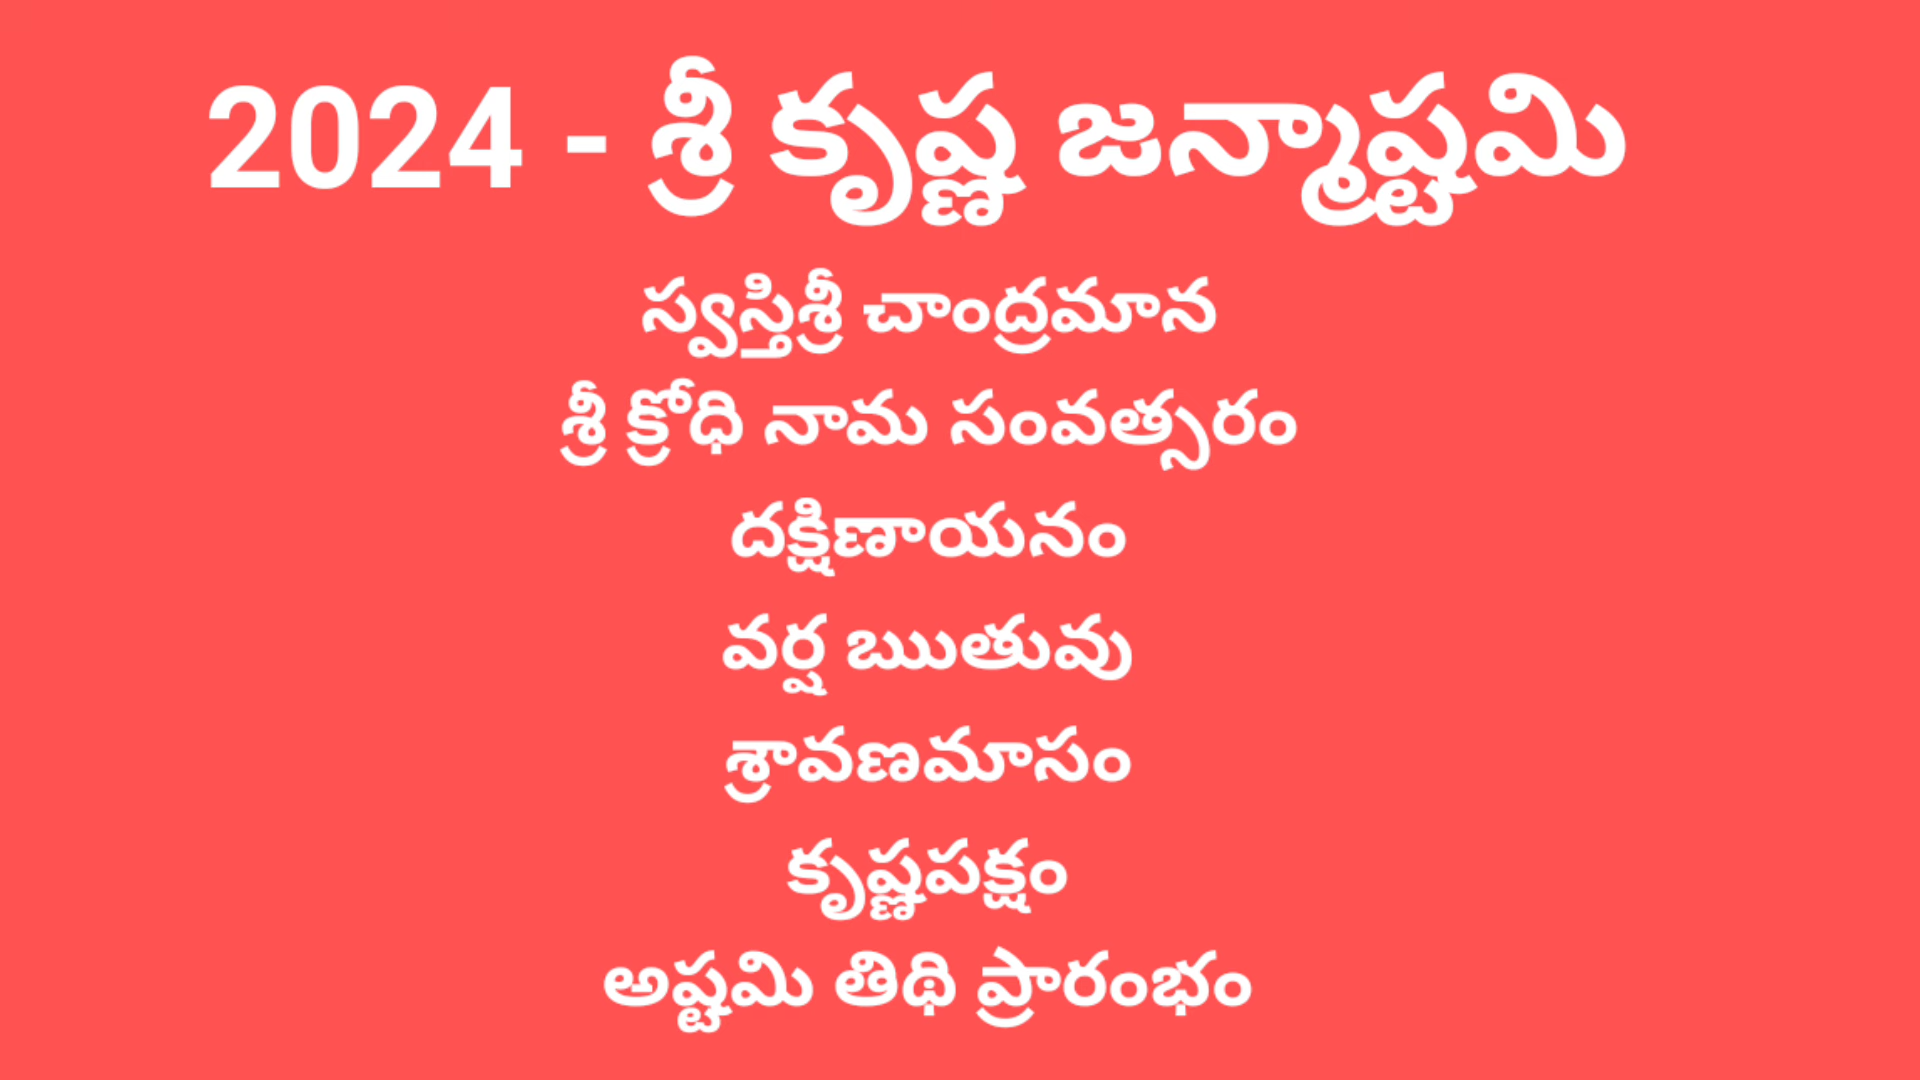 2024 - శ్రీ కృష్ణ జన్మాష్టమి
స్వస్తిశ్రీ చాంద్రమాన
శ్రీ క్రోధి నామ సంవత్సరం
దక్షిణాయనం
వర్ష ఋతువు
శ్రావణమాసం
కృష్ణపక్షం
అష్టమి తిథి ప్రారంభం